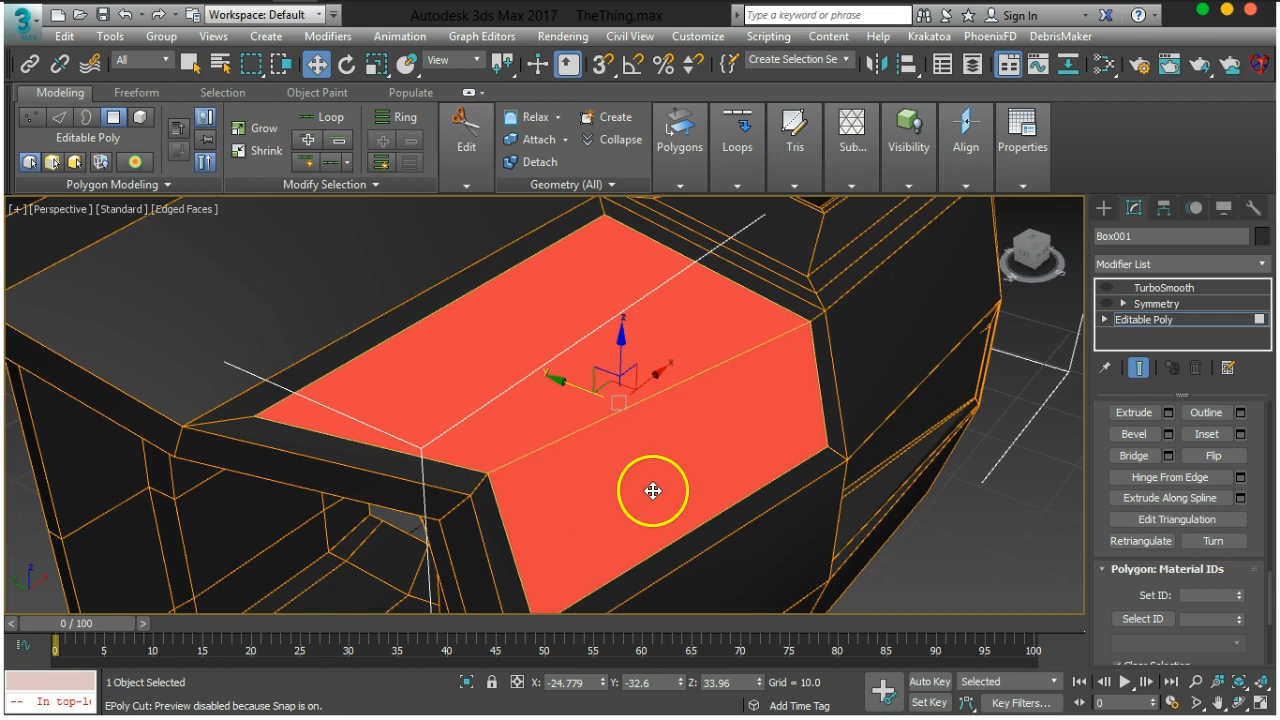 3
MAX
Workspace: Default
Autodesk 3ds Max 2017 TheThing.max
Type a keyword or phrase
Sign In
Edit Tools Group Views Create Modifiers Animation Graph Editors Rendering Civil View Customize Scripting Content Help Krakatoa PhoenixFD DebrisMaker
All
View
Create Selection Se
Modeling Freeform Selection Object Paint Populate
Loop
Ring
Relax
Create
Grow
Editable Poly
Attach
Collapse
Edit
Polygons
Loops
Tris
Sub...
Visibility
Align
Properties
Shrink
Detach
Polygon Modeling
Modify Selection
Geometry (All)
[+] [Perspective] [Standard] [Edged Faces]
Box001
Modifier List
TurboSmooth
Symmetry
Editable Poly
z
y
x
Extrude
Outline
Bevel
Inset
Bridge
Flip
Hinge From Edge
Extrude Along Spline
Edit Triangulation
Retriangulate
Turn
Polygon: Material IDs
Set ID:
Select ID
< 0 / 100 >
0 5 10 15 20 25 30 35 40 45 50 55 60 65 70 75 80 85 90 95 100
1 Object Selected
X: -24.779
Y: -32.6
Z: 33.96
Grid = 10.0
Auto Key
Selected
-- In top-le
EPoly Cut: Preview disabled because Snap is on.
Add Time Tag
Set Key
Key Filters...
0